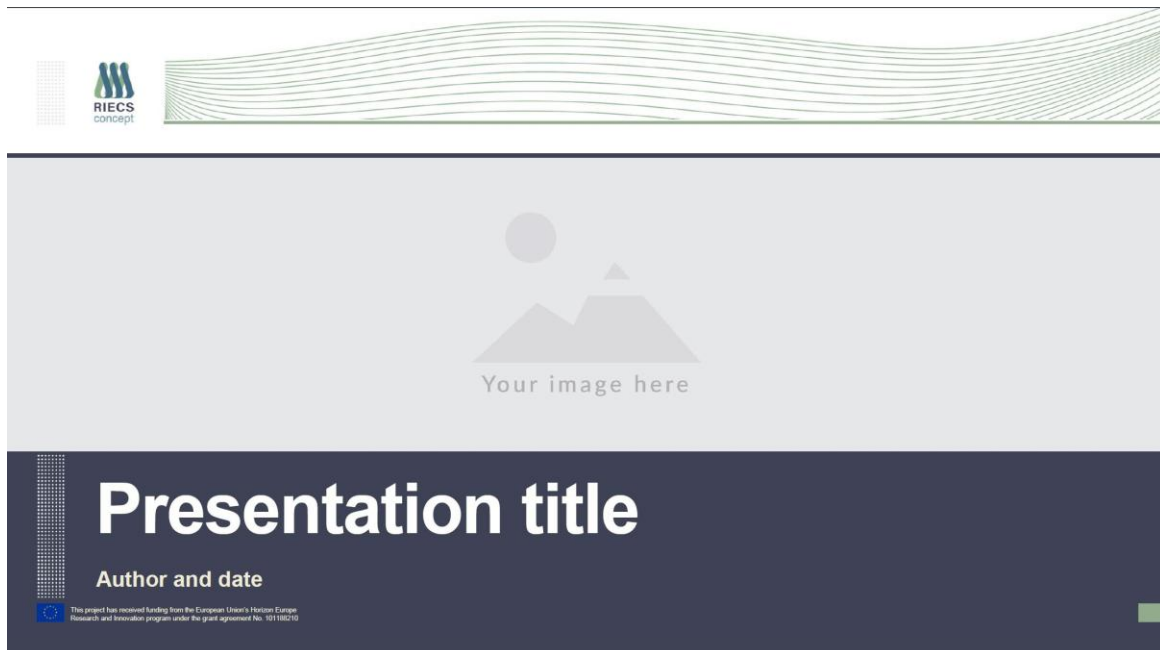 RIECS
concept
Your image here
Presentation title
Author and date
This project has received funding from the European Union's Horizon Europe
Research and Innovation program under the grant agreement No. 101188210